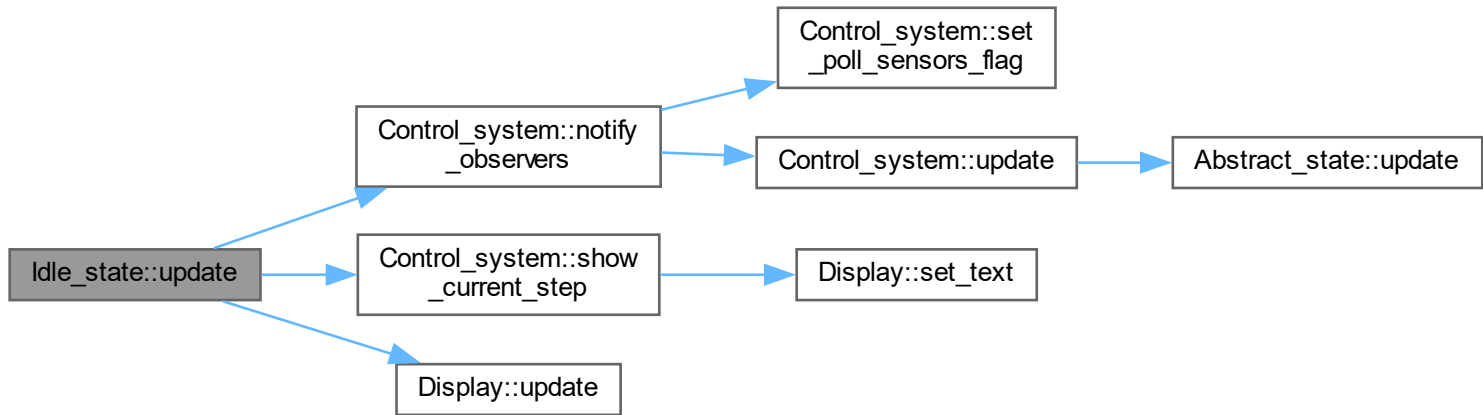 Control_system::set
_poll_sensors_flag
Control_system::notify
_observers
Control_system::update
Abstract_state::update
Idle_state::update
Control_system::show
_current_step
Display::set_text
Display::update